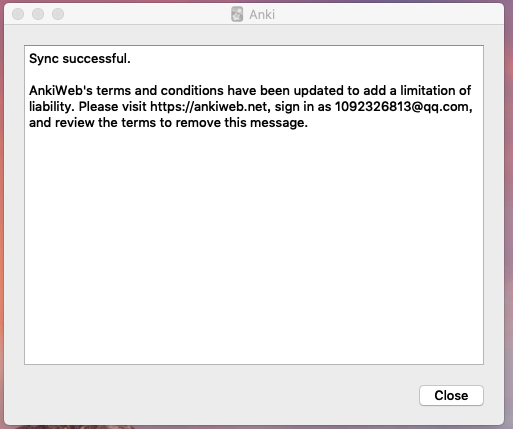 Anki
Sync successful.
AnkiWeb's terms and conditions have been updated to add a limitation of
liability. Please visit https://ankiweb.net, sign in as 1092326813@qq.com,
and review the terms to remove this message.
Close